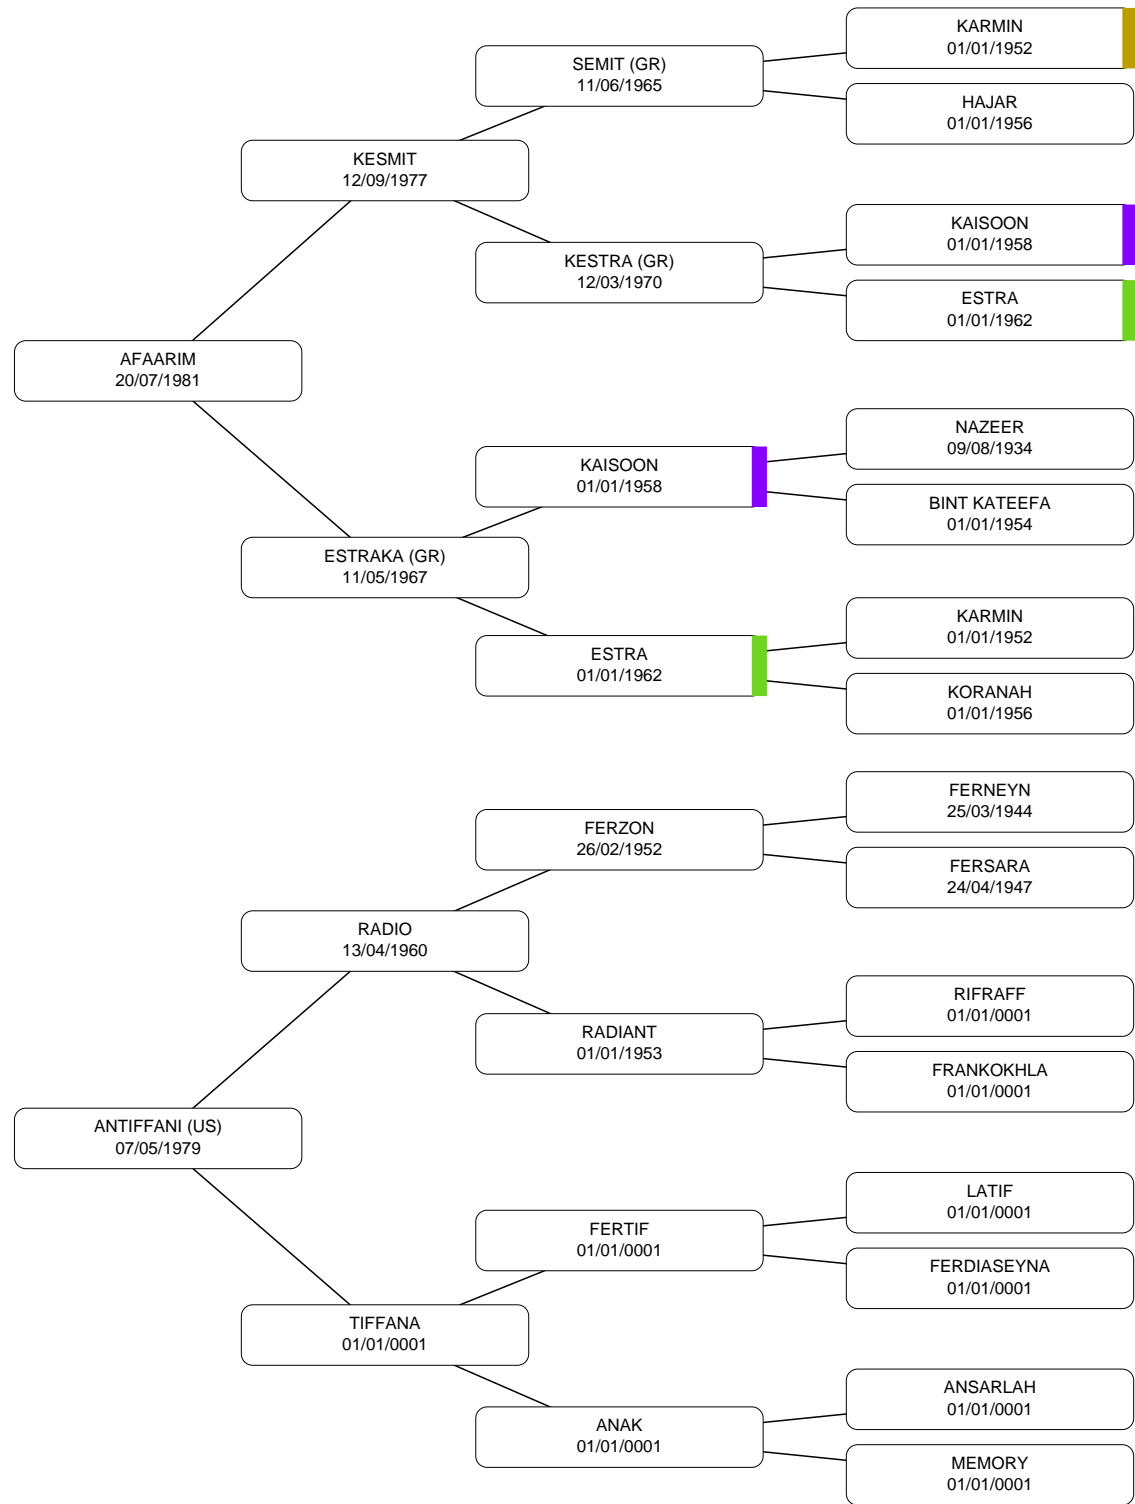 KARMIN
01/01/1952
SEMIT (GR)
11/06/1965
HAJAR
01/01/1956
KESMIT
12/09/1977
KAISOON
01/01/1958
KESTRA (GR)
12/03/1970
ESTRA
01/01/1962
AFAARIM
20/07/1981
NAZEER
09/08/1934
KAISOON
01/01/1958
BINT KATEEFA
01/01/1954
ESTRAKA (GR)
11/05/1967
KARMIN
01/01/1952
ESTRA
01/01/1962
KORANAH
01/01/1956
FERNEYN
25/03/1944
FERZON
26/02/1952
FERSARA
24/04/1947
RADIO
13/04/1960
RIFRAFF
01/01/0001
RADIANT
01/01/1953
FRANKOKHLA
01/01/0001
ANTIFFANI (US)
07/05/1979
LATIF
01/01/0001
FERTIF
01/01/0001
FERDIASEYNA
01/01/0001
TIFFANA
01/01/0001
ANSARLAH
01/01/0001
ANAK
01/01/0001
MEMORY
01/01/0001